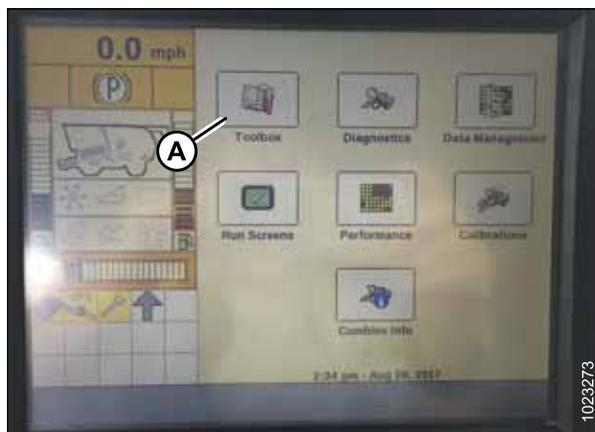 0.0 mph
(P)
A
Toolbox
Diagnostics
Data Management
Run Screens
Performance
Calibrations
Combine Info
2:34 pm - Aug 2017
1023273